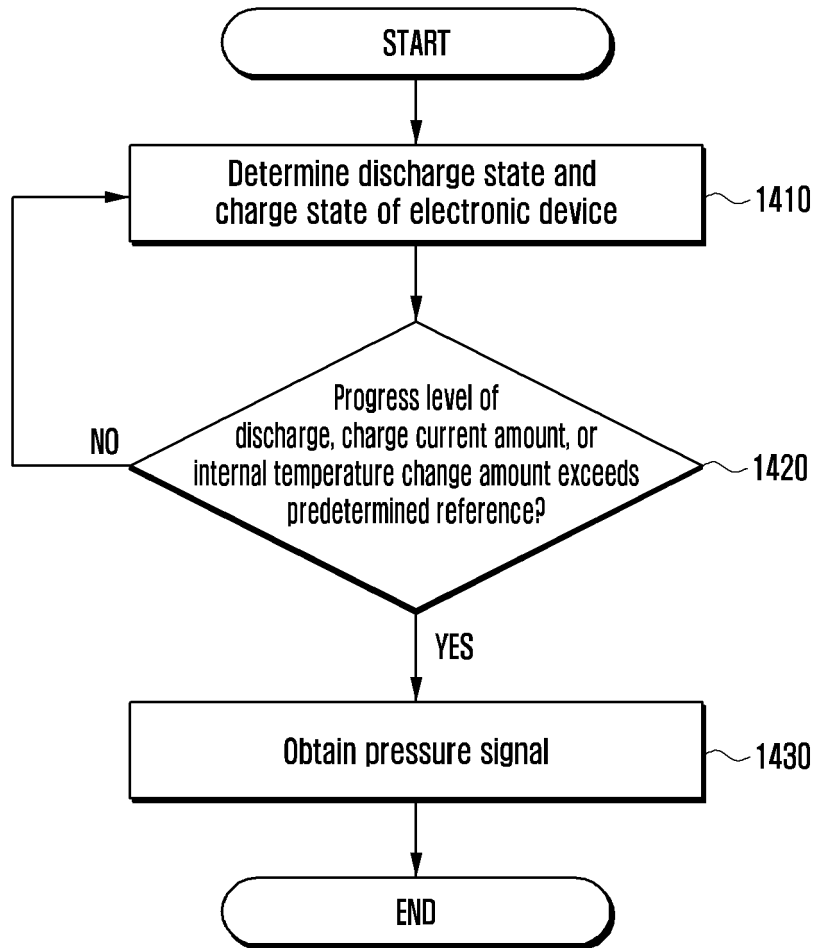 START
Determine discharge state and
charge state of electronic device
1410
Progress level of
discharge, charge current amount, or
internal temperature change amount exceeds
predetermined reference?
NO
1420
YES
Obtain pressure signal
1430
END